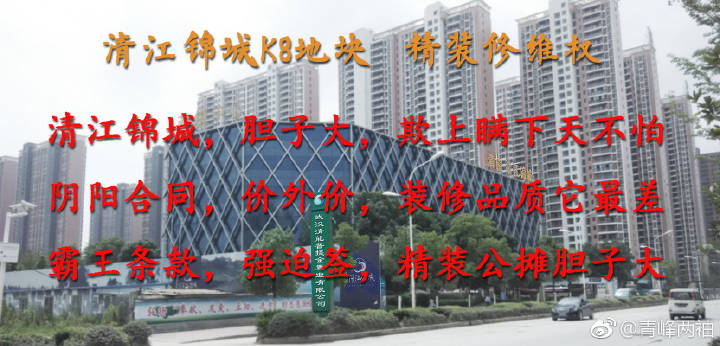 清江锦城K8地块 精装修维权
清江锦城，胆子大，欺上瞒下天不怕
阴阳合同，价外价，装修品质它最差
霸王条款，强迫签，精装公摊胆子大
@青峰两袖